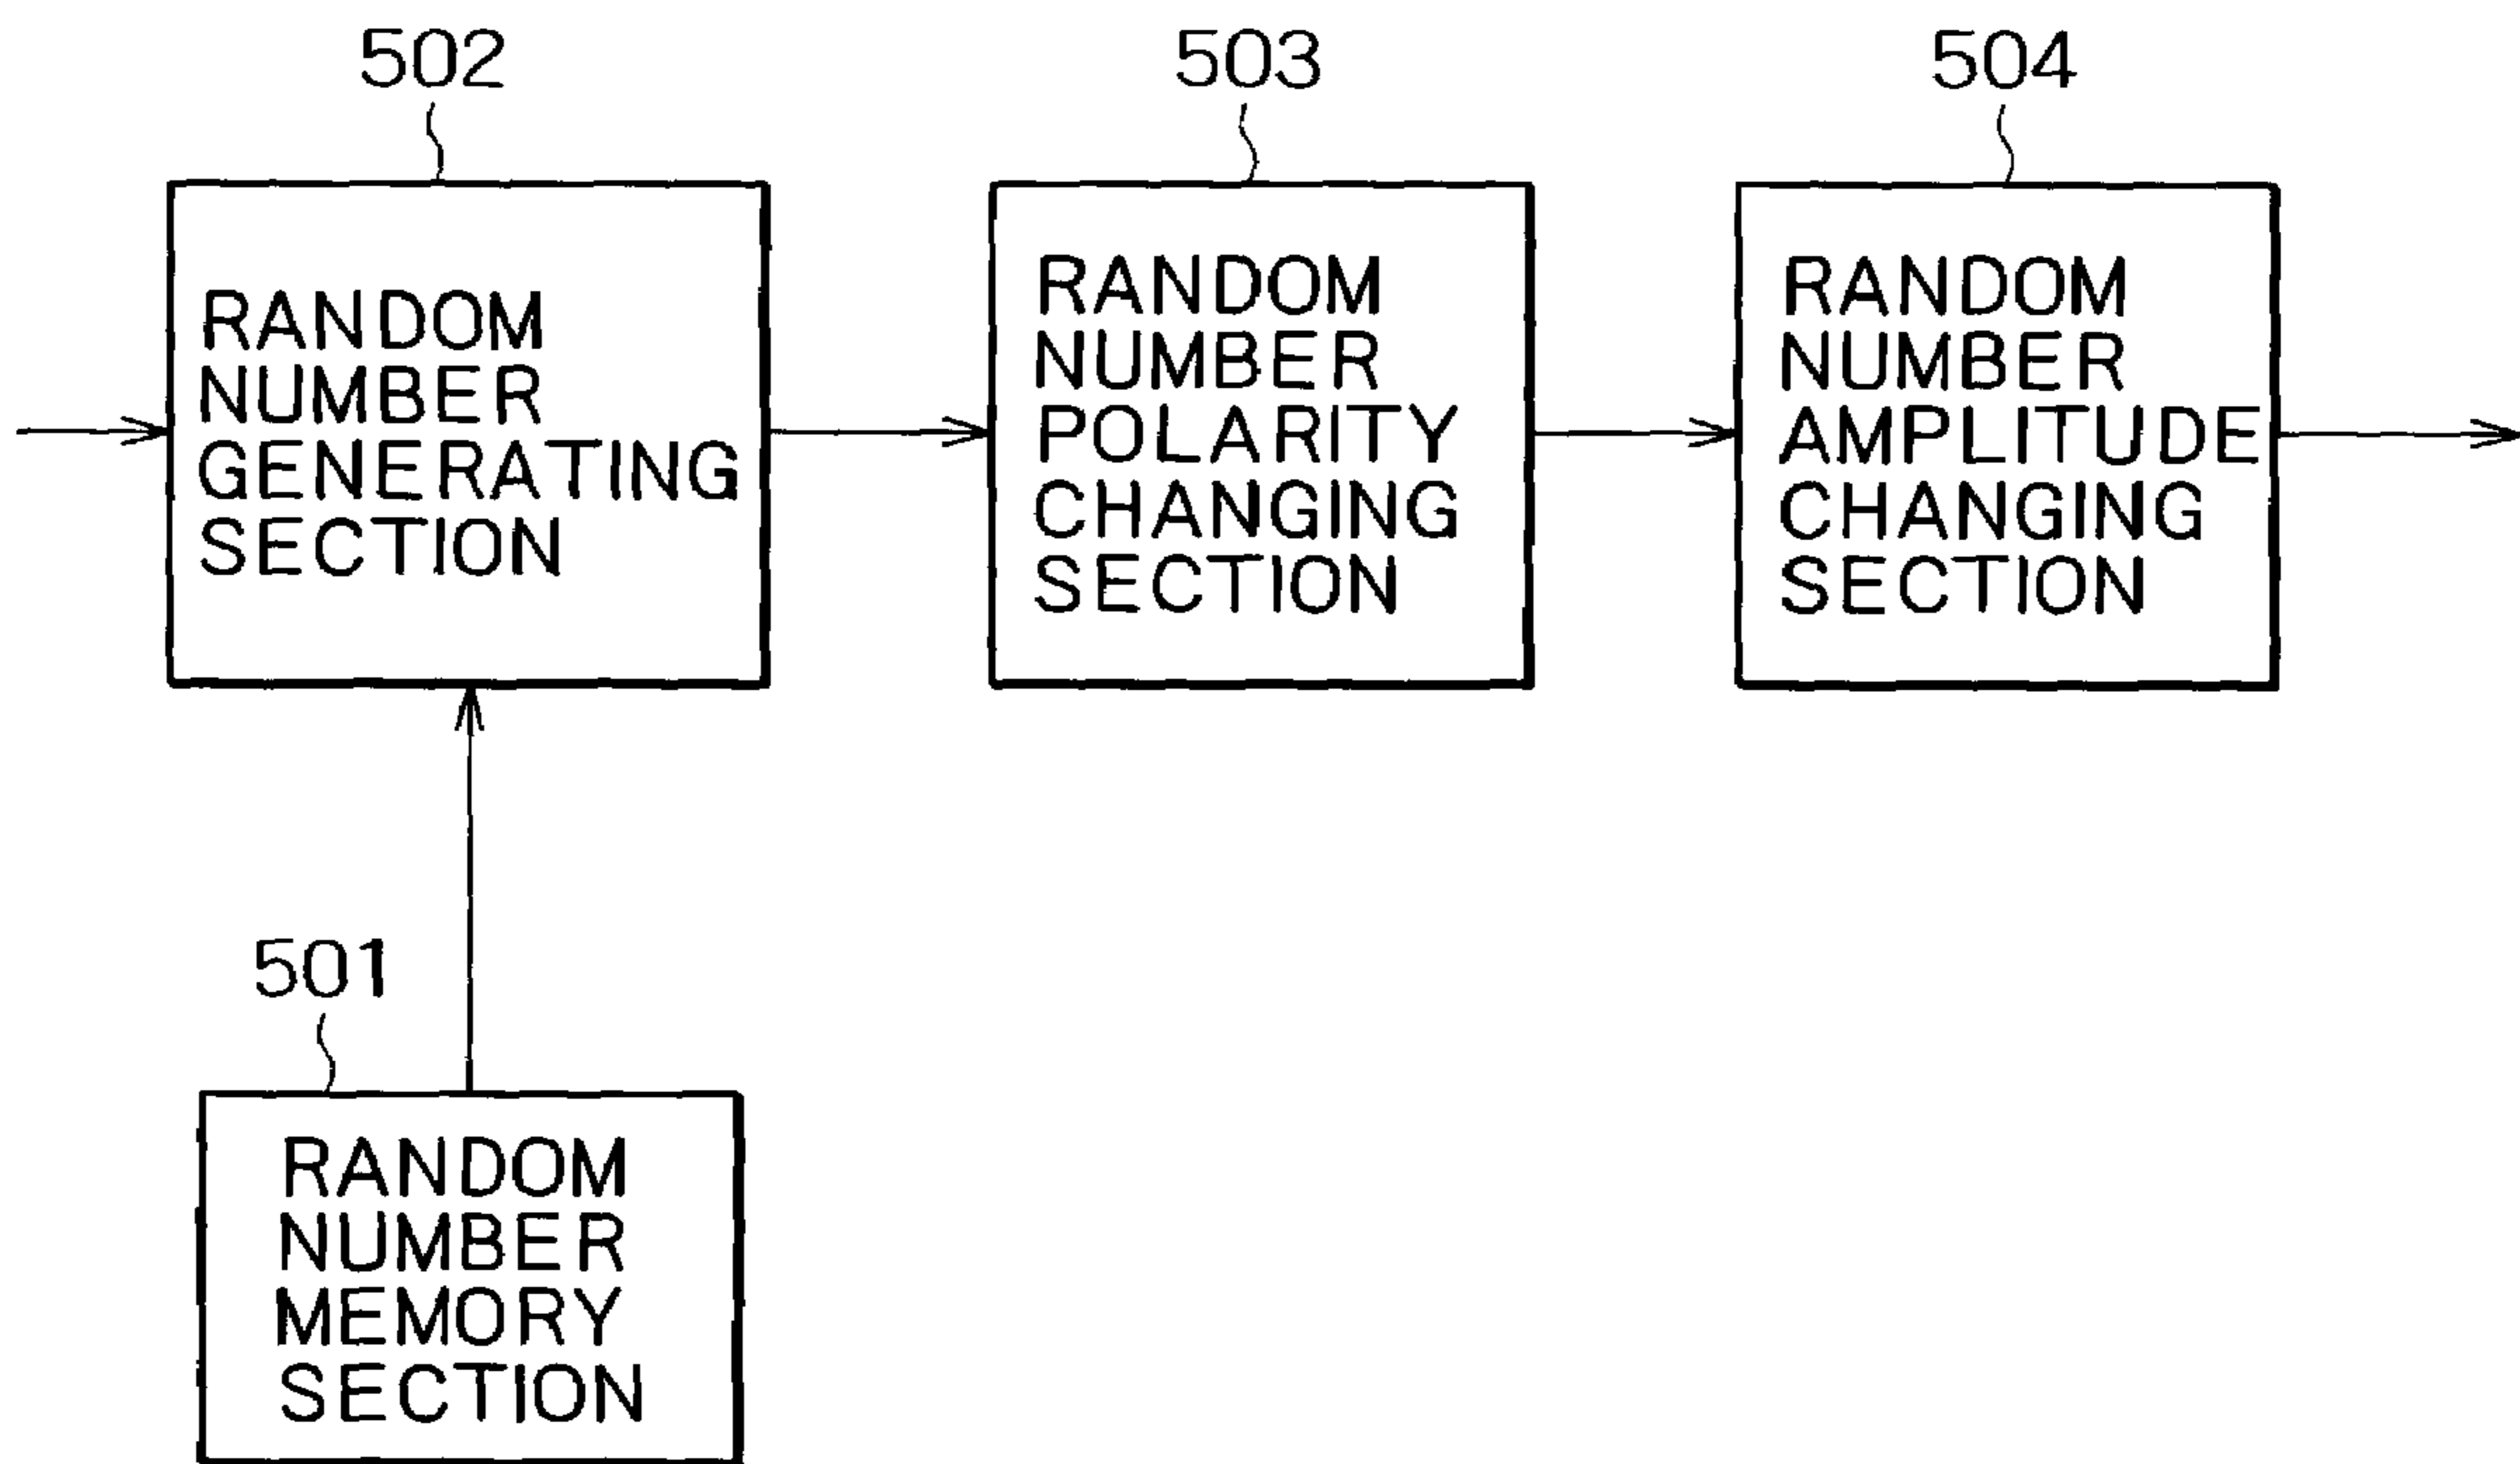 502
RANDOM
NUMBER
GENERATING
SECTION
503
RANDOM
NUMBER
POLARITY
CHANGING
SECTION
504
RANDOM
NUMBER
AMPLITUDE
CHANGING
SECTION
501
RANDOM
NUMBER
MEMORY
SECTION